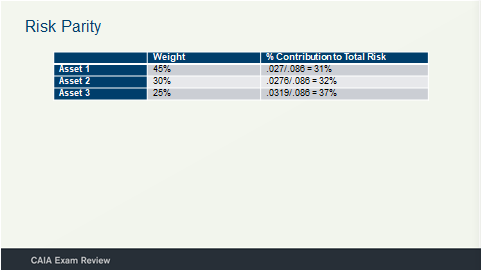 Risk Parity
Weight % Contribution to Total Risk
Asset 1 45% .027/.086 = 31%
Asset 2 30% .0276/.086 = 32%
Asset 3 25% .0319/.086 = 37%
CAIA Exam Review